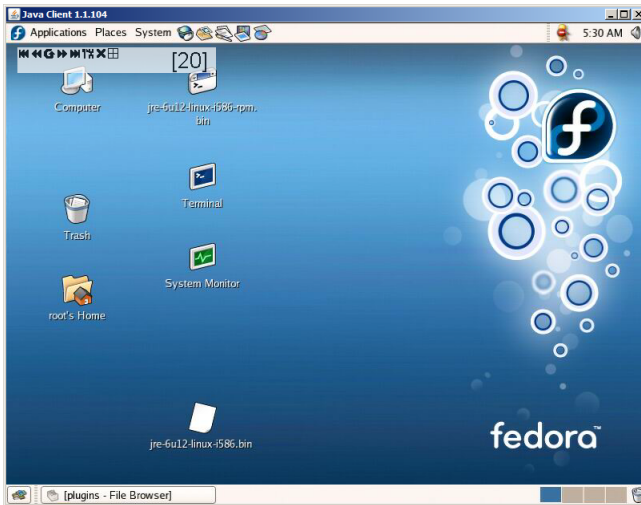 Java Client 1.1.104
Applications Places System
5:30 AM
[20]
Computer
jre-6u12-linux-i586-rpm.
bin
Terminal
Trash
System Monitor
root's Home
jre-6u12-linux-i586.bin
fedora™
[plugins - File Browser]